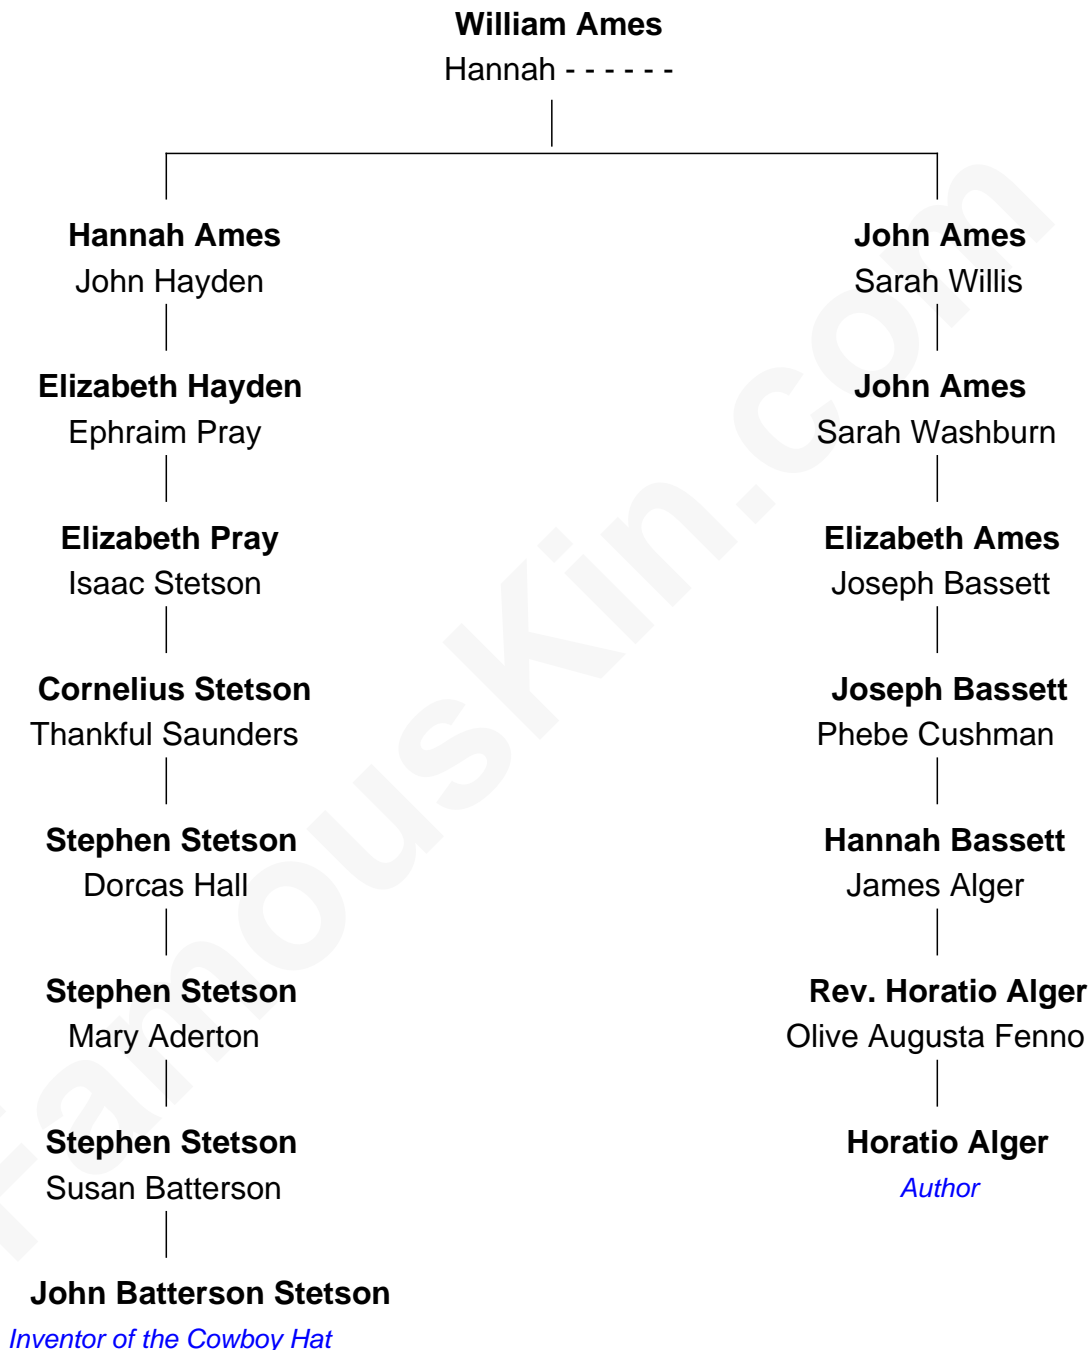 William Ames
Hannah - - - - - -
Hannah Ames
John Hayden
John Ames
Sarah Willis
Elizabeth Hayden
Ephraim Pray
John Ames
Sarah Washburn
Elizabeth Pray
Isaac Stetson
Elizabeth Ames
Joseph Bassett
Cornelius Stetson
Thankful Saunders
Joseph Bassett
Phebe Cushman
Stephen Stetson
Dorcas Hall
Hannah Bassett
James Alger
Stephen Stetson
Mary Aderton
Rev. Horatio Alger
Olive Augusta Fenno
Stephen Stetson
Susan Batterson
Horatio Alger
Author
John Batterson Stetson
Inventor of the Cowboy Hat
FamousKin.com